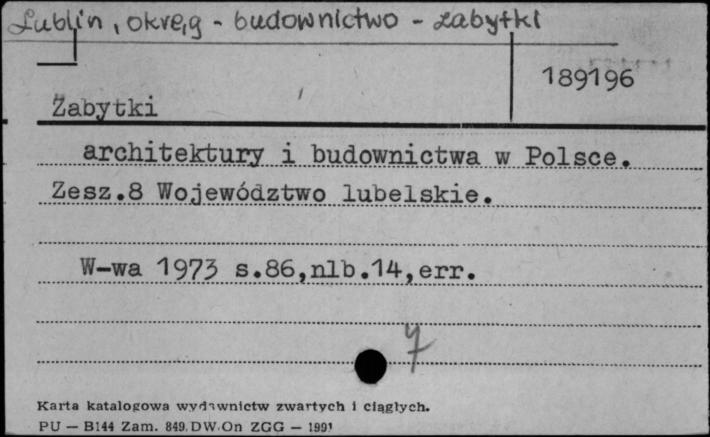 Lublin, okręg - budownictwo - zabytki
189196
Zabytki
architektury i budownictwa w Polsce.
Zesz.8 Województwo lubelskie.
W-wa 1973 s.86,nlb.14,err.
7
Karta katalogowa wydawnictw zwartych i ciągłych.
PU — B144 Zam. 849. DW.On ZGG — 1991